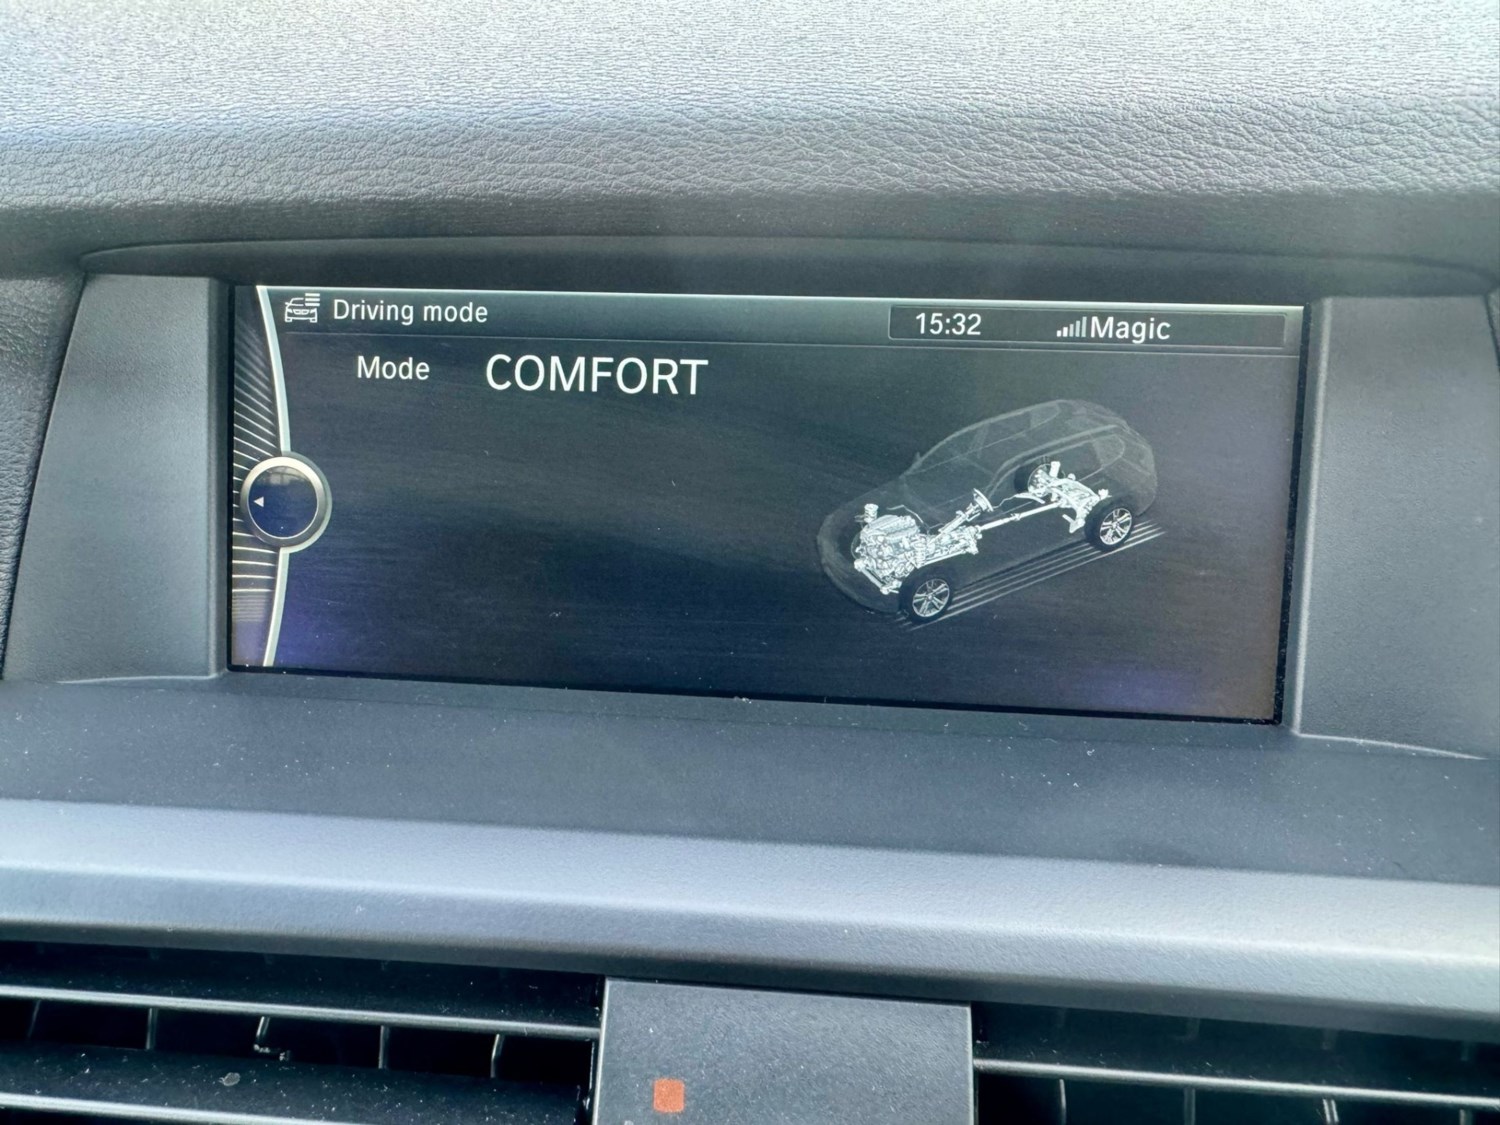 Driving mode
15:32 Magic
Mode COMFORT